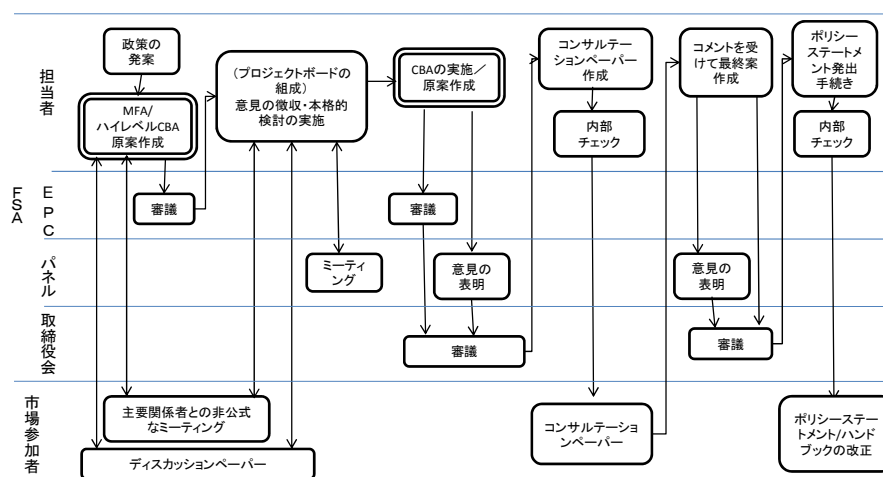 担当者
政策の
発案
MFA/
ハイレベルCBA
原案作成
（プロジェクトボードの
組成）
意見の徴収・本格的
検討の実施
CBAの実施／
原案作成
コンサルテー
ションペーパー
作成
内部
チェック
コメントを受
けて最終案
作成
ポリシー
ステートメ
ント発出
手続き
内部
チェック
FSA
EPC
審議
審議
パネル
ミーティ
ング
意見の
表明
意見の
表明
取締役会
審議
審議
市場参加者
主要関係者との非公式
なミーティング
ディスカッションペーパー
コンサルテーショ
ンペーパー
ポリシーステー
トメント/ハンド
ブックの改正